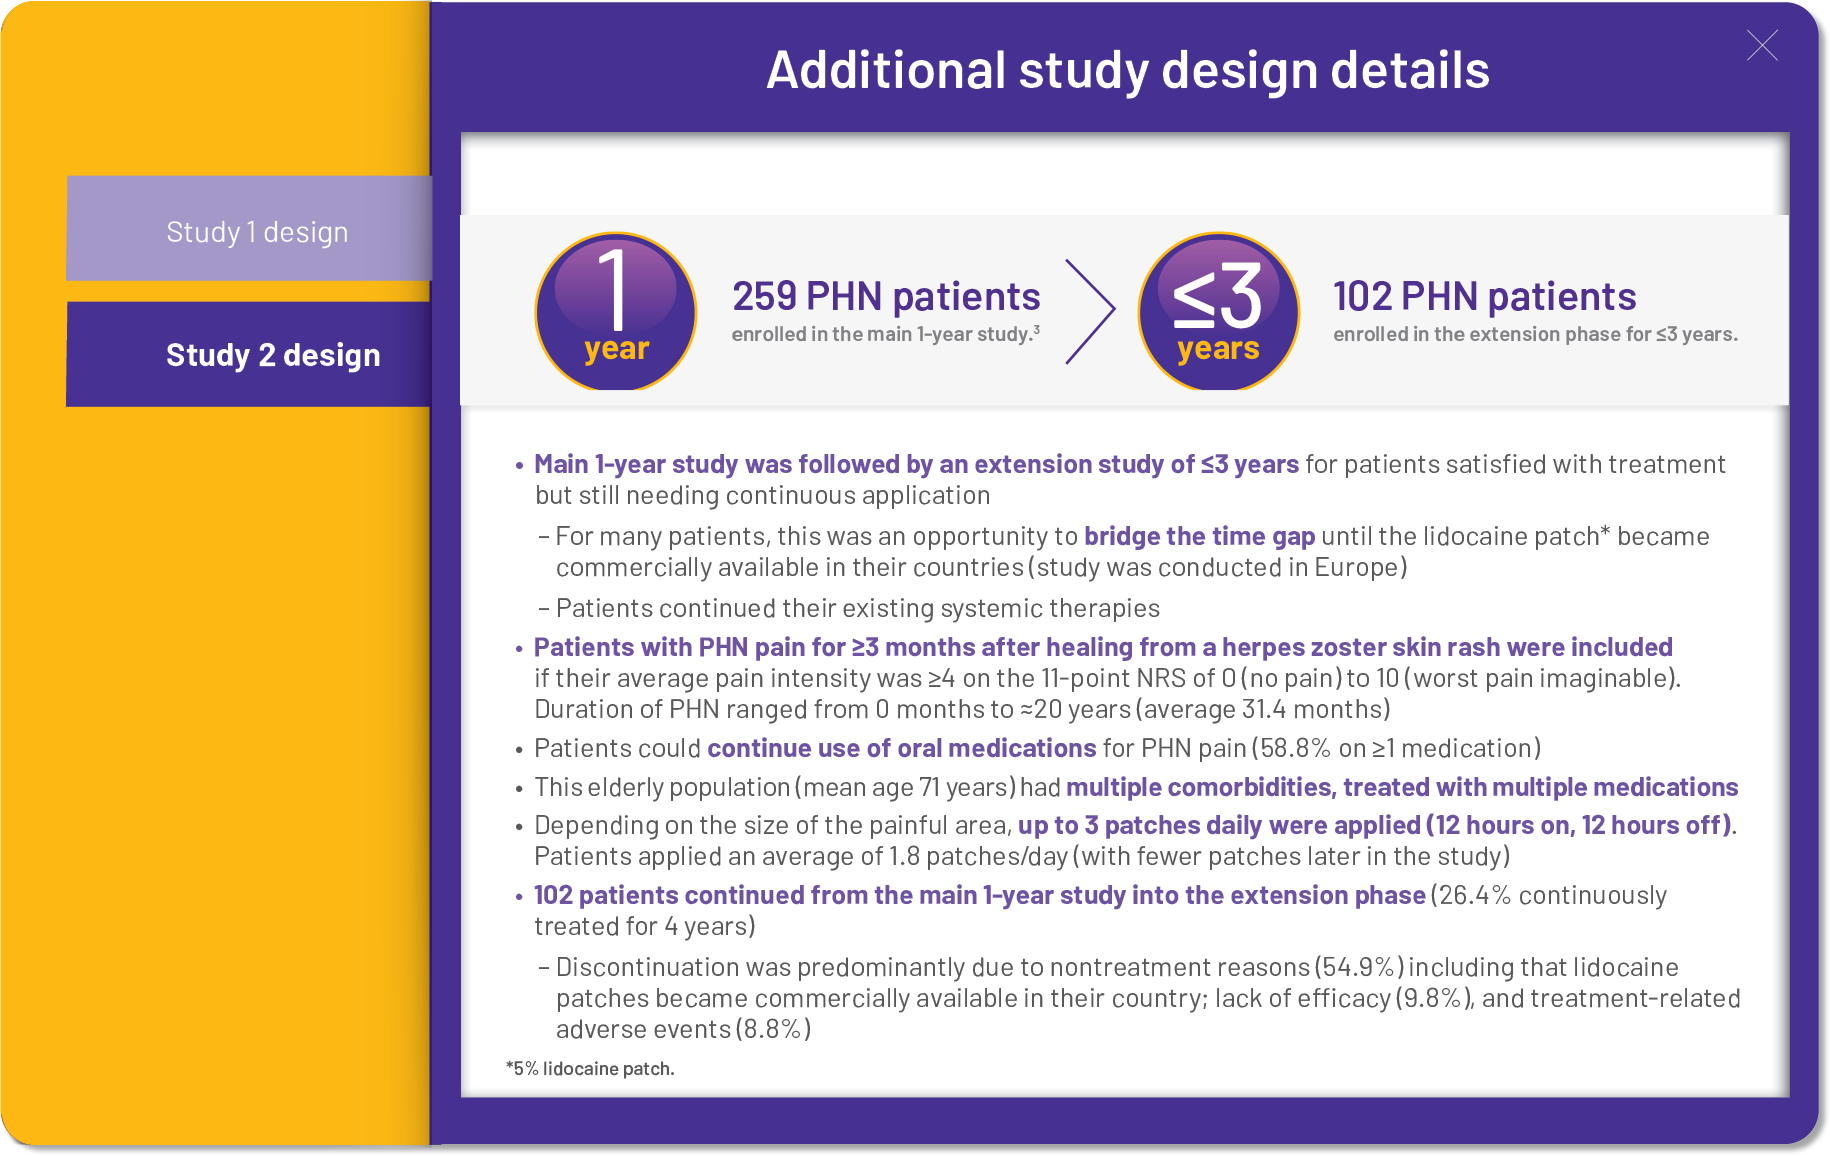 Additional study design details
Study 1 design
Study 2 design
1
year
259 PHN patients
enrolled in the main 1-year study.3
≤3
years
102 PHN patients
enrolled in the extension phase for ≤3 years.
• Main 1-year study was followed by an extension study of ≤3 years for patients satisfied with treatment
but still needing continuous application
– For many patients, this was an opportunity to bridge the time gap until the lidocaine patch* became
commercially available in their countries (study was conducted in Europe)
– Patients continued their existing systemic therapies
• Patients with PHN pain for ≥3 months after healing from a herpes zoster skin rash were included
if their average pain intensity was ≥4 on the 11-point NRS of 0 (no pain) to 10 (worst pain imaginable).
Duration of PHN ranged from 0 months to ≈20 years (average 31.4 months)
• Patients could continue use of oral medications for PHN pain (58.8% on ≥1 medication)
• This elderly population (mean age 71 years) had multiple comorbidities, treated with multiple medications
• Depending on the size of the painful area, up to 3 patches daily were applied (12 hours on, 12 hours off).
Patients applied an average of 1.8 patches/day (with fewer patches later in the study)
• 102 patients continued from the main 1-year study into the extension phase (26.4% continuously
treated for 4 years)
– Discontinuation was predominantly due to nontreatment reasons (54.9%) including that lidocaine
patches became commercially available in their country; lack of efficacy (9.8%), and treatment-related
adverse events (8.8%)
*5% lidocaine patch.